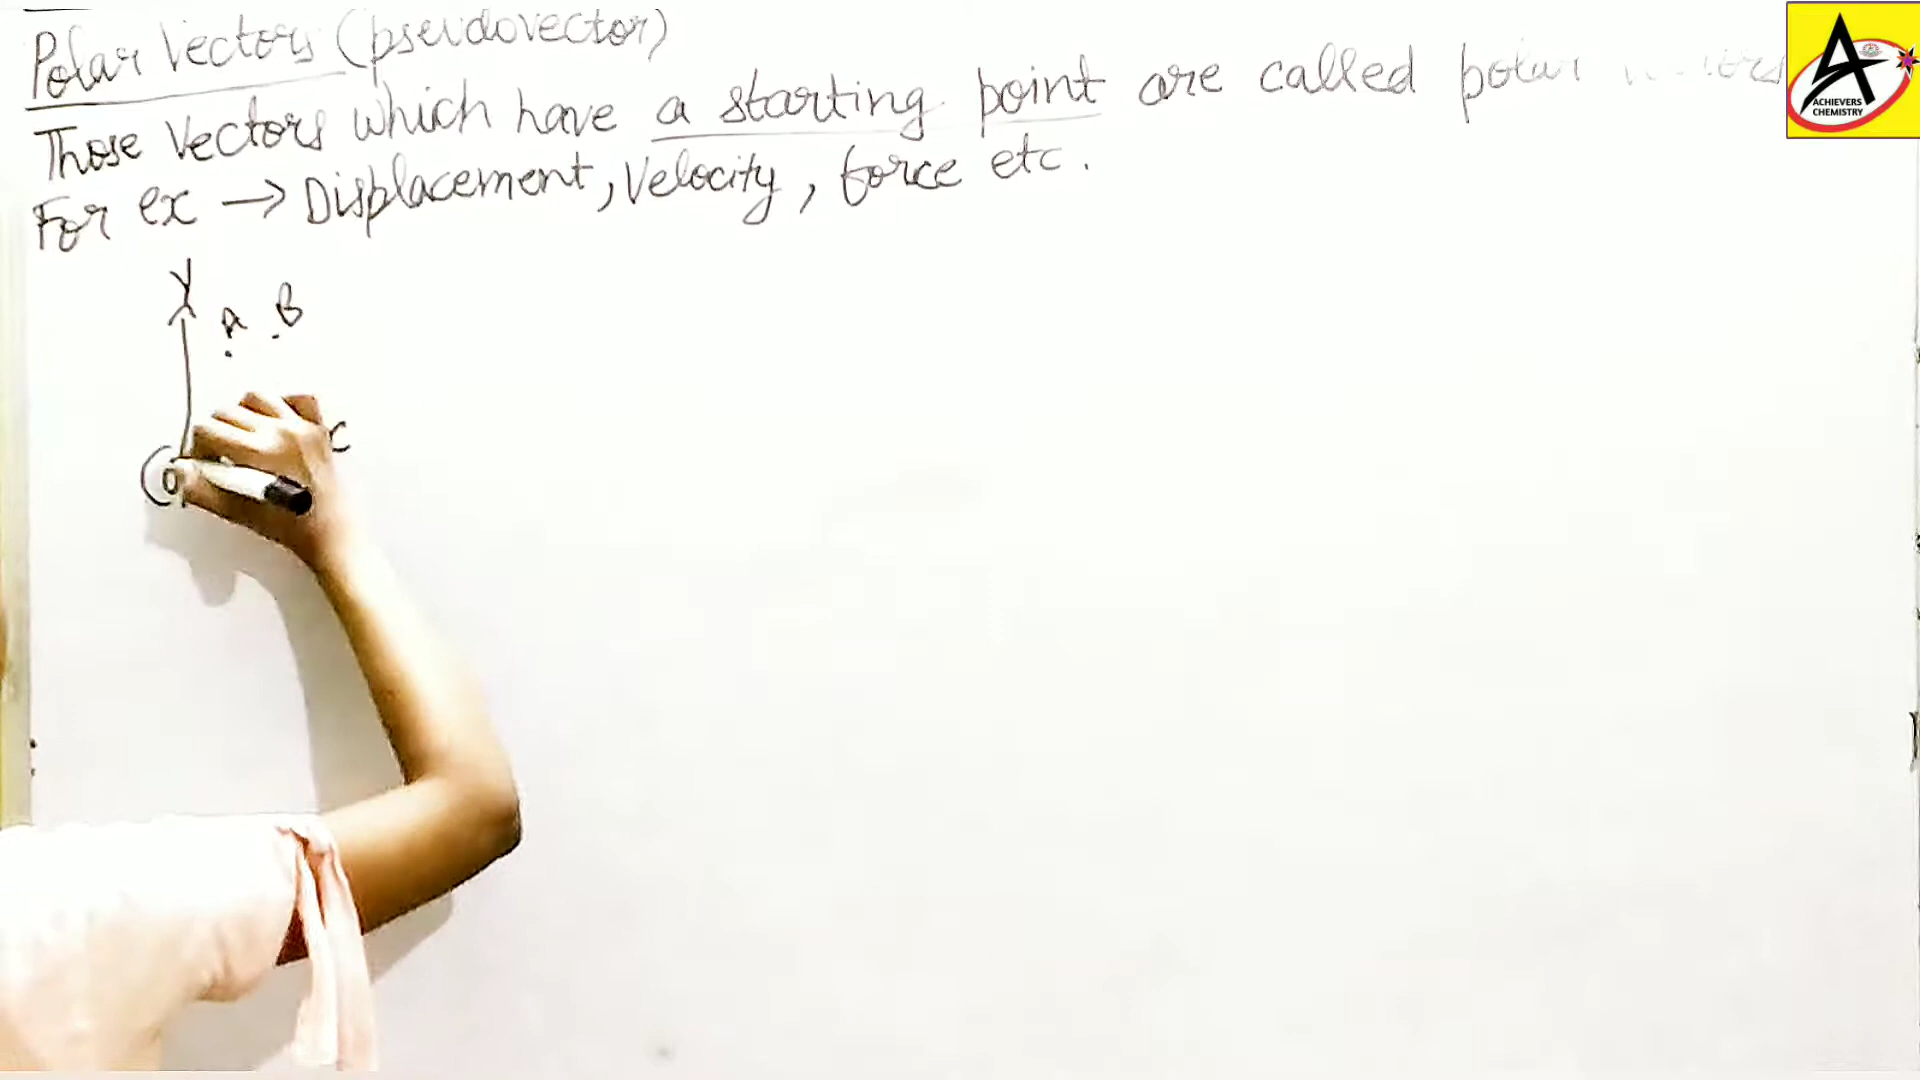 Polar Vectors (pseudovector)
Those Vectors which have a starting point are called polar
For ex → Displacement, Velocity, force etc.
Y
A B
C
O
ACHIEVERS
CHEMISTRY